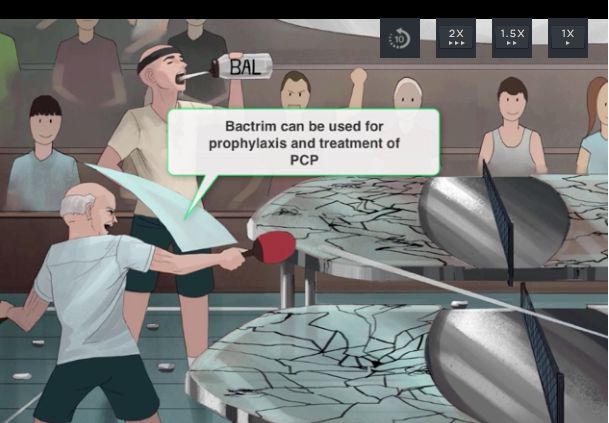 10
2X
1.5X
1X
BAL
Bactrim can be used for
prophylaxis and treatment of
PCP